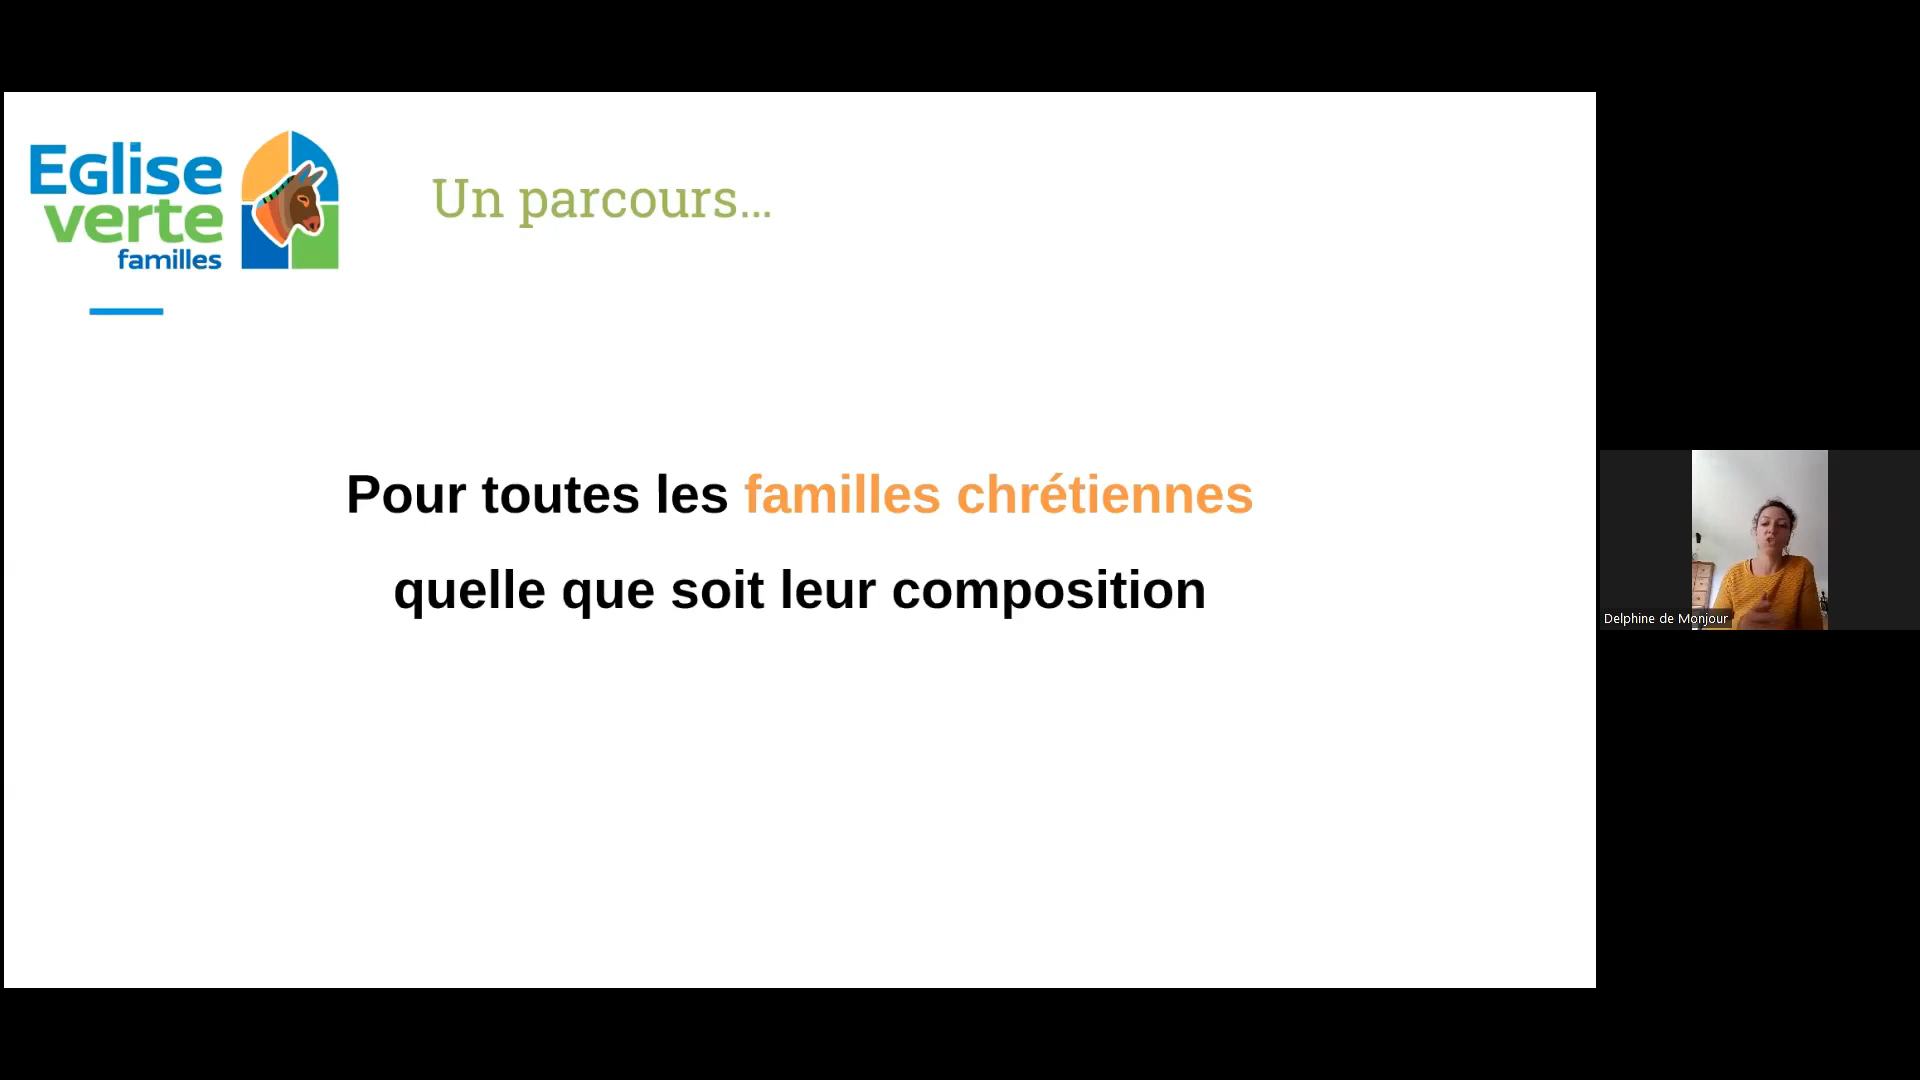 Eglise
verte
familles
Un parcours...
Pour toutes les familles chrétiennes
quelle que soit leur composition
Delphine de Monjour